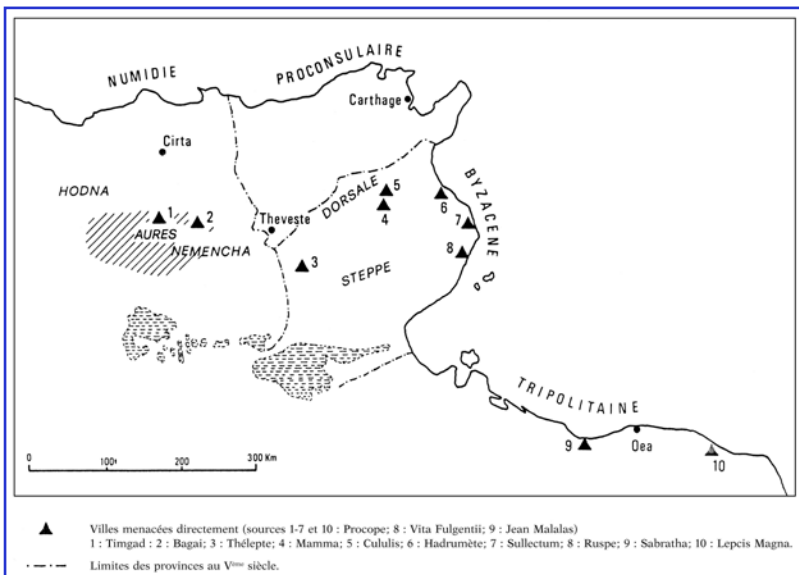 NUMIDIE
PROCONSULAIRE
Carthage
Cirta
HODNA
BYZACENE
DORSALE
5
4
6
7
1
2
AURES
NEMENCHA
Theveste
8
3
STEPPE
TRIPOLITAINE
9
Oea
10
0 100 200 300 Km
Villes menacées directement (sources 1-7 et 10 : Procope; 8 : Vita Fulgentii; 9 : Jean Malalas)
1 : Timgad : 2 : Bagai; 3 : Thélepte; 4 : Mamma; 5 : Cululis; 6 : Hadrumète; 7 : Sullectum; 8 : Ruspe; 9 : Sabratha; 10 : Lepcis Magna.
Limites des provinces au Vème siècle.